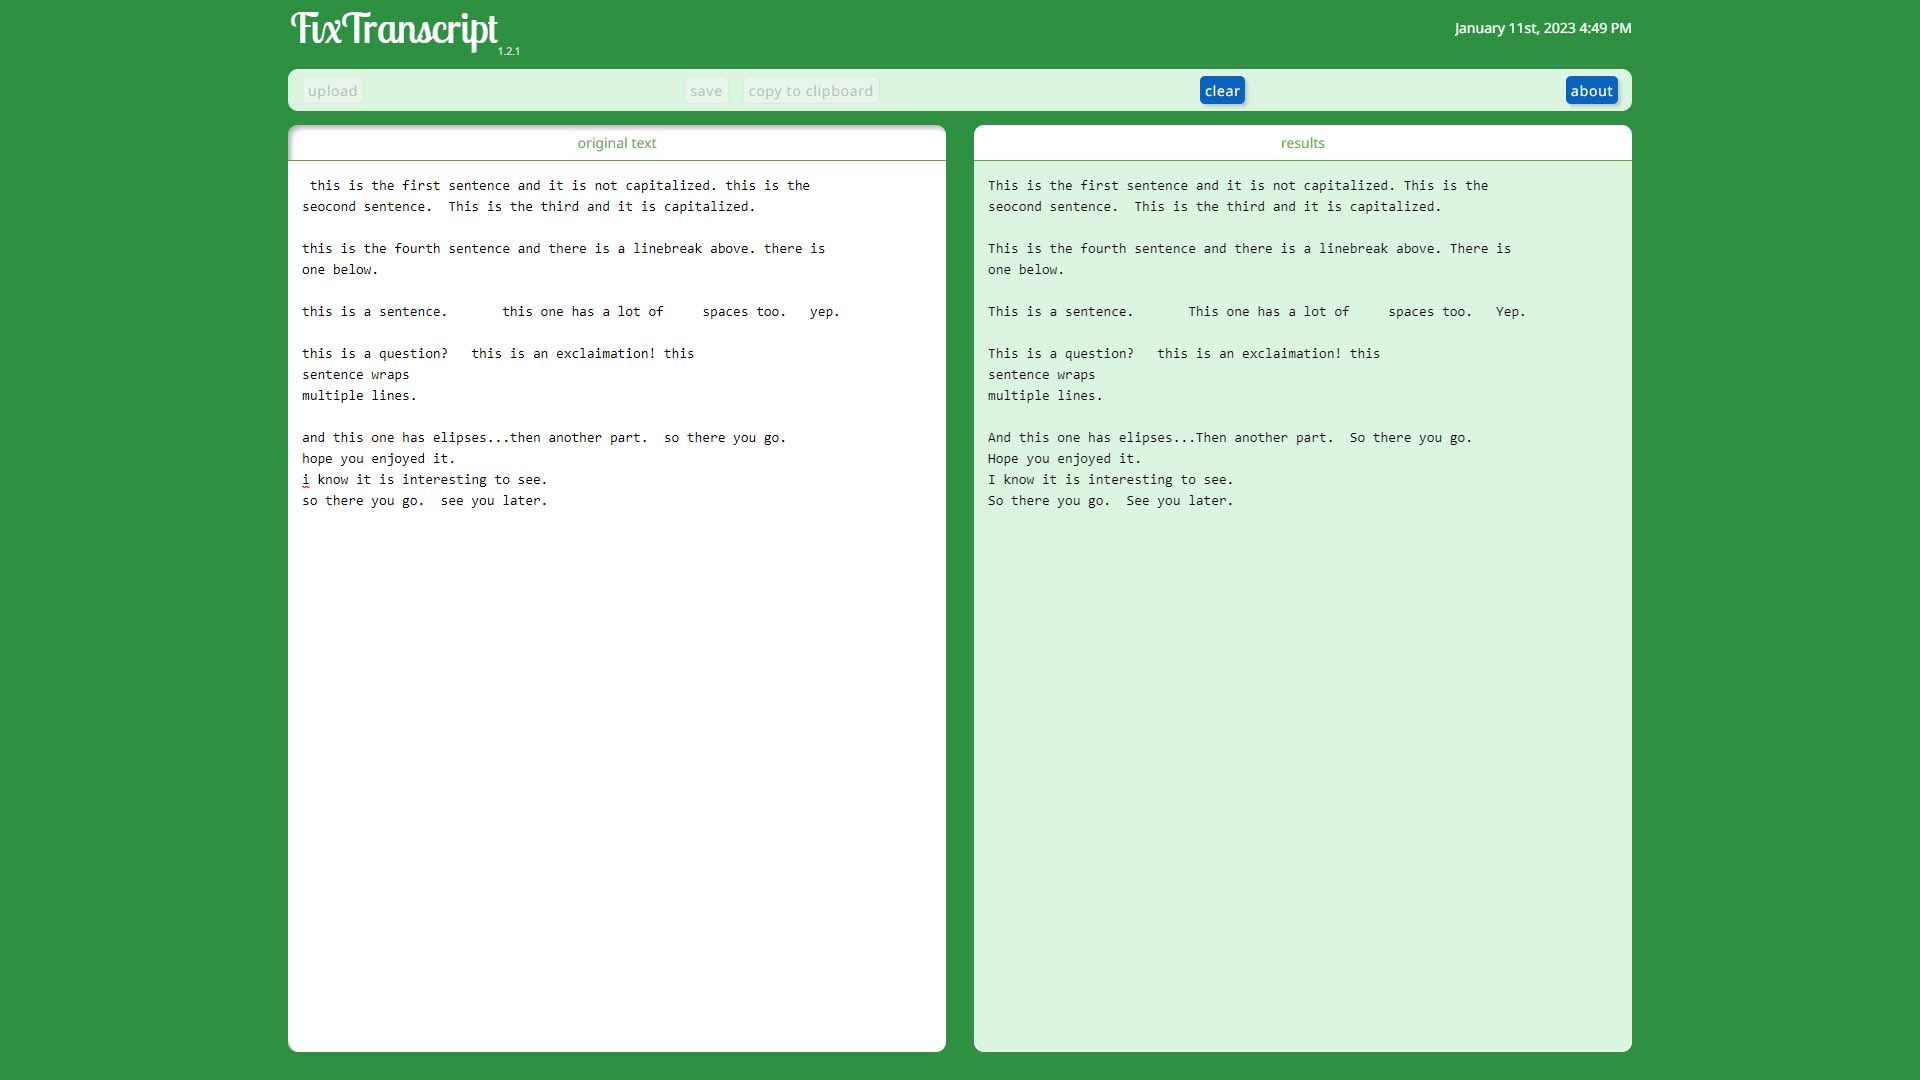 FixTranscript
1.2.1
January 11st, 2023 4:49 PM
upload save copy to clipboard clear about
original text
 this is the first sentence and it is not capitalized. this is the
seocond sentence.  This is the third and it is capitalized.

this is the fourth sentence and there is a linebreak above. there is
one below.

this is a sentence.       this one has a lot of     spaces too.   yep.

this is a question?   this is an exclaimation! this
sentence wraps
multiple lines.

and this one has elipses...then another part.  so there you go.
hope you enjoyed it.
i know it is interesting to see.
so there you go.  see you later.
results
This is the first sentence and it is not capitalized. This is the
seocond sentence.  This is the third and it is capitalized.

This is the fourth sentence and there is a linebreak above. There is
one below.

This is a sentence.       This one has a lot of     spaces too.   Yep.

This is a question?   this is an exclaimation! this
sentence wraps
multiple lines.

And this one has elipses...Then another part.  So there you go.
Hope you enjoyed it.
I know it is interesting to see.
So there you go.  See you later.